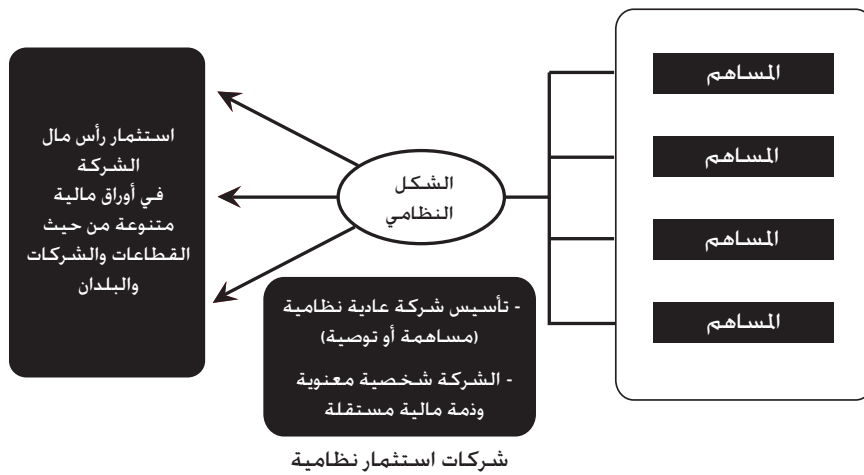 المساهم
المساهم
المساهم
المساهم
الشكل
النظامي
استثمار رأس مال
الشركة
في أوراق مالية
متنوعة من حيث
القطاعات والشركات
والبلدان
- تأسيس شركة عادية نظامية
(مساهمة أو توصية)
- الشركة شخصية معنوية
وذمة مالية مستقلة
شركات استثمار نظامية